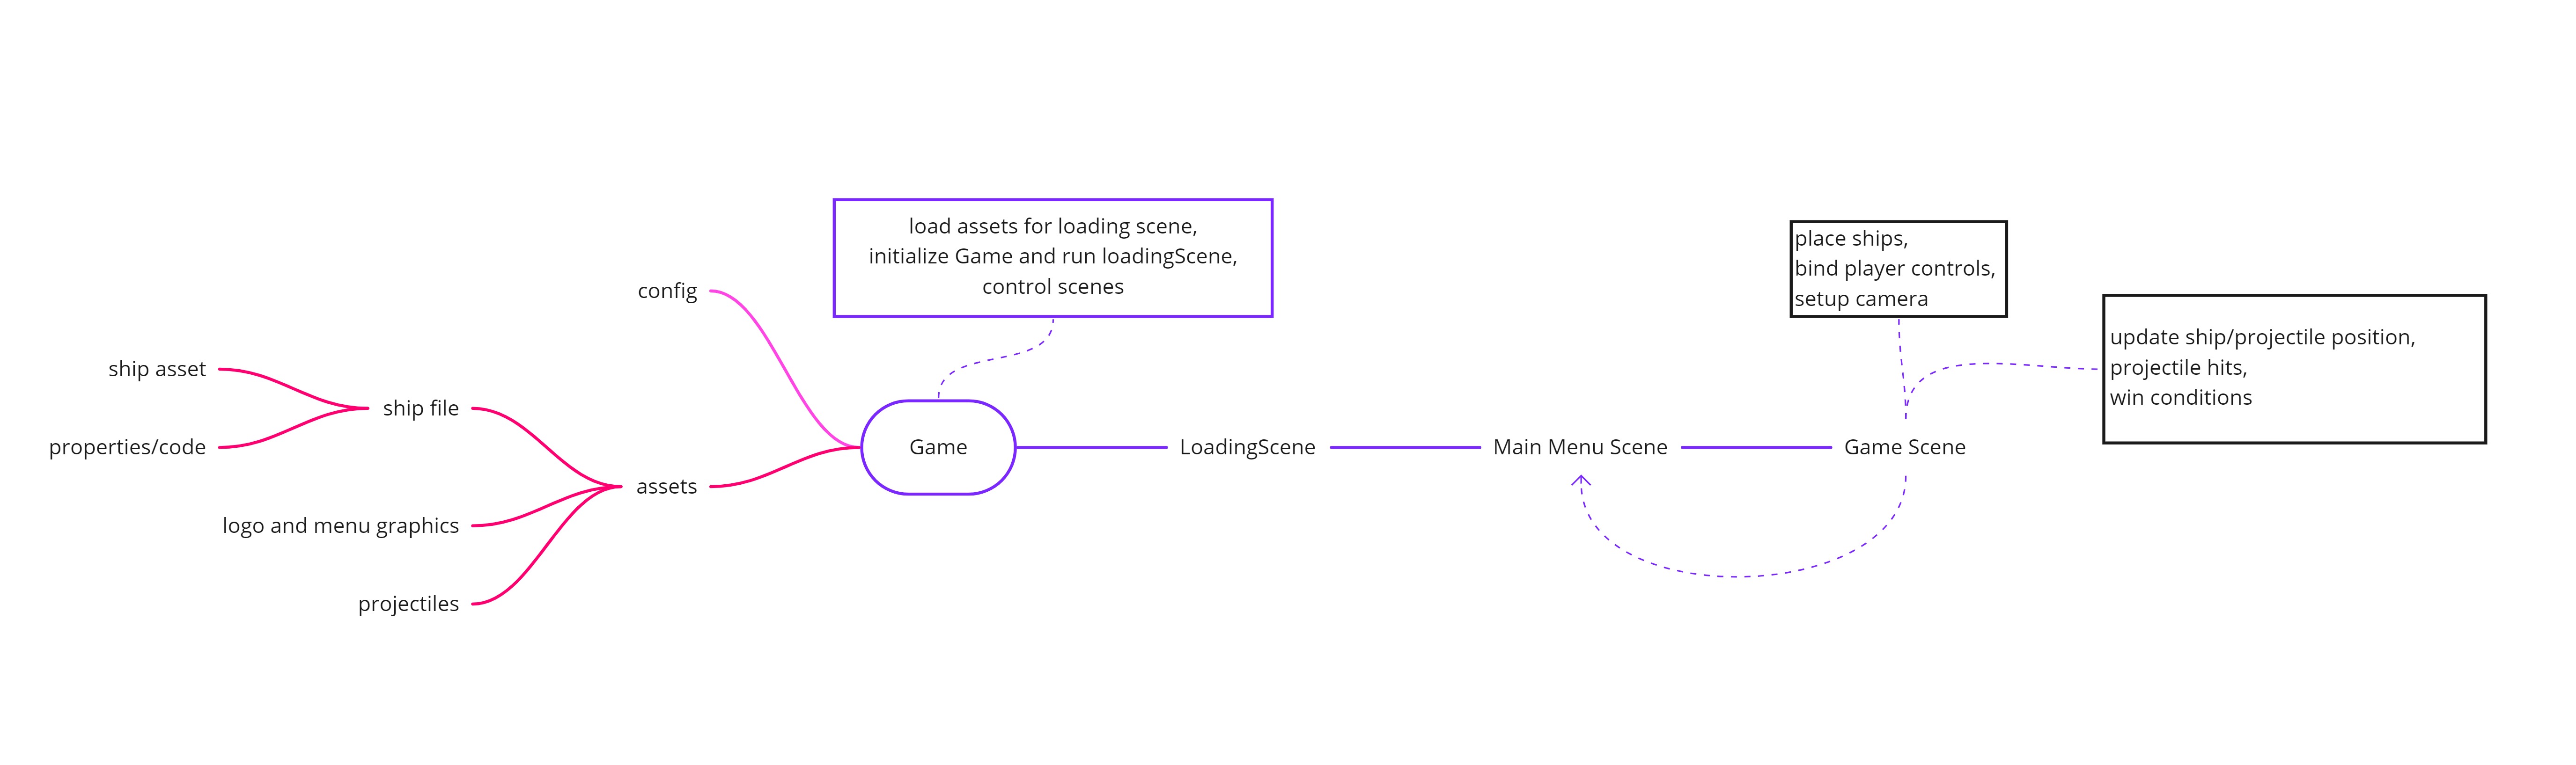 load assets for loading scene,
initialize Game and run loadingScene,
control scenes
place ships,
bind player controls,
setup camera
config
update ship/projectile position,
projectile hits,
win conditions
ship asset
ship file
properties/code
Game
LoadingScene
Main Menu Scene
Game Scene
assets
logo and menu graphics
projectiles